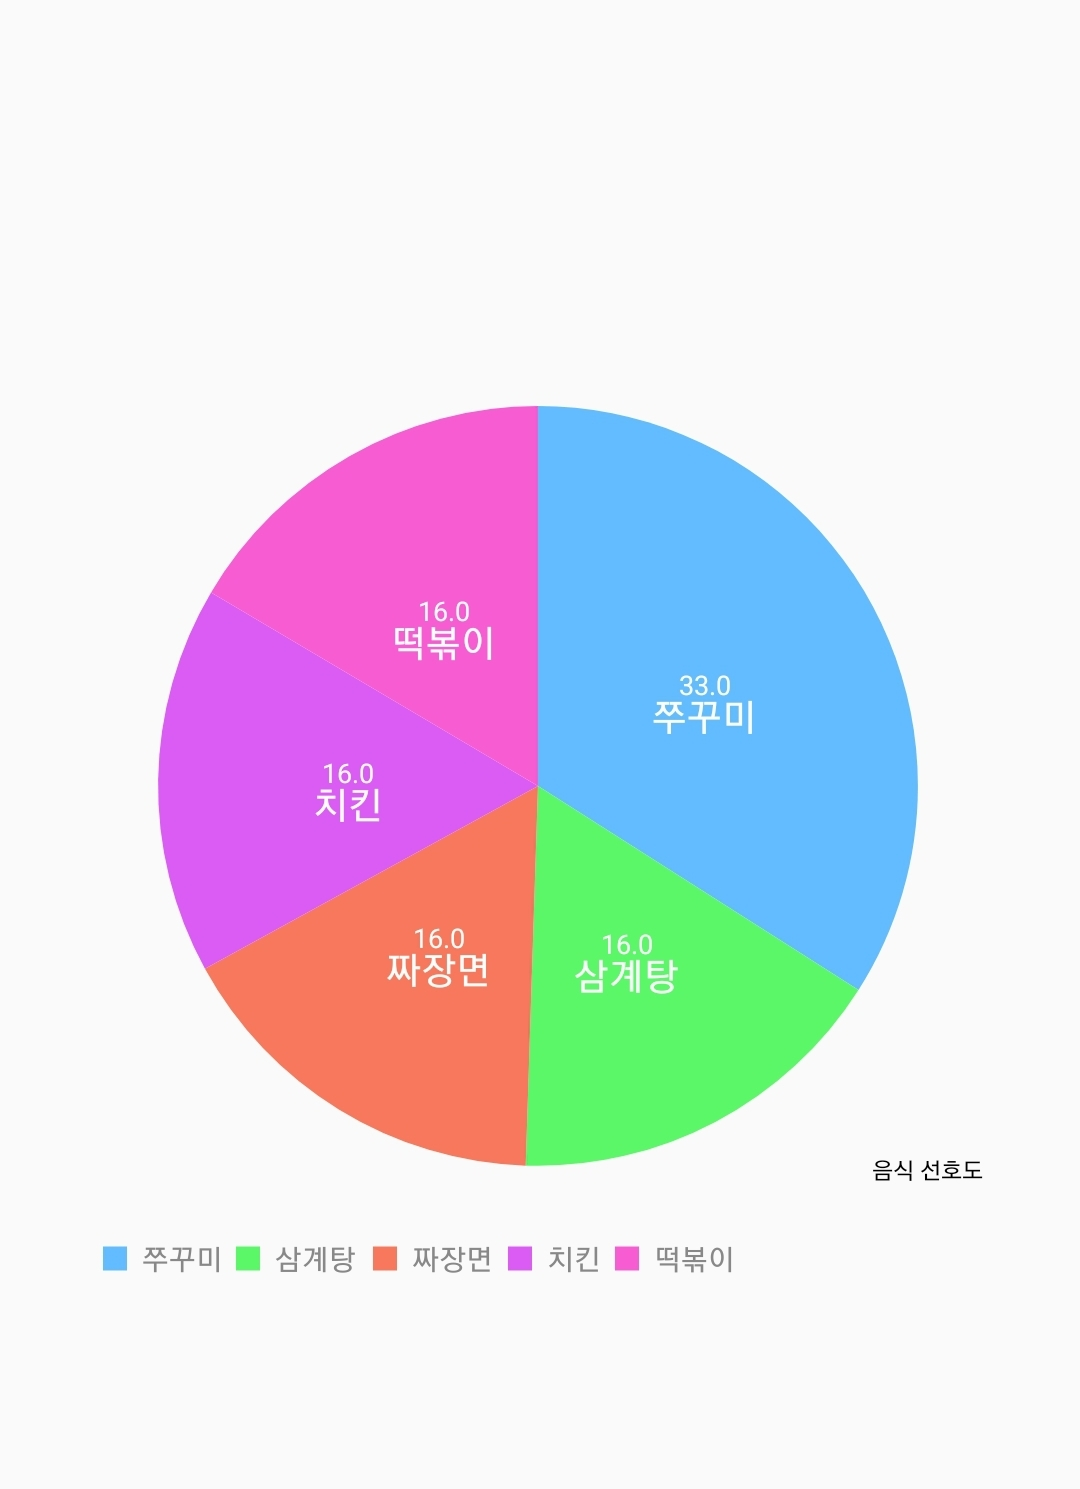 16.0
떡볶이
33.0
쭈꾸미
16.0
치킨
16.0
짜장면
16.0
삼계탕
음식 선호도
쭈꾸미 삼계탕 짜장면 치킨 떡볶이